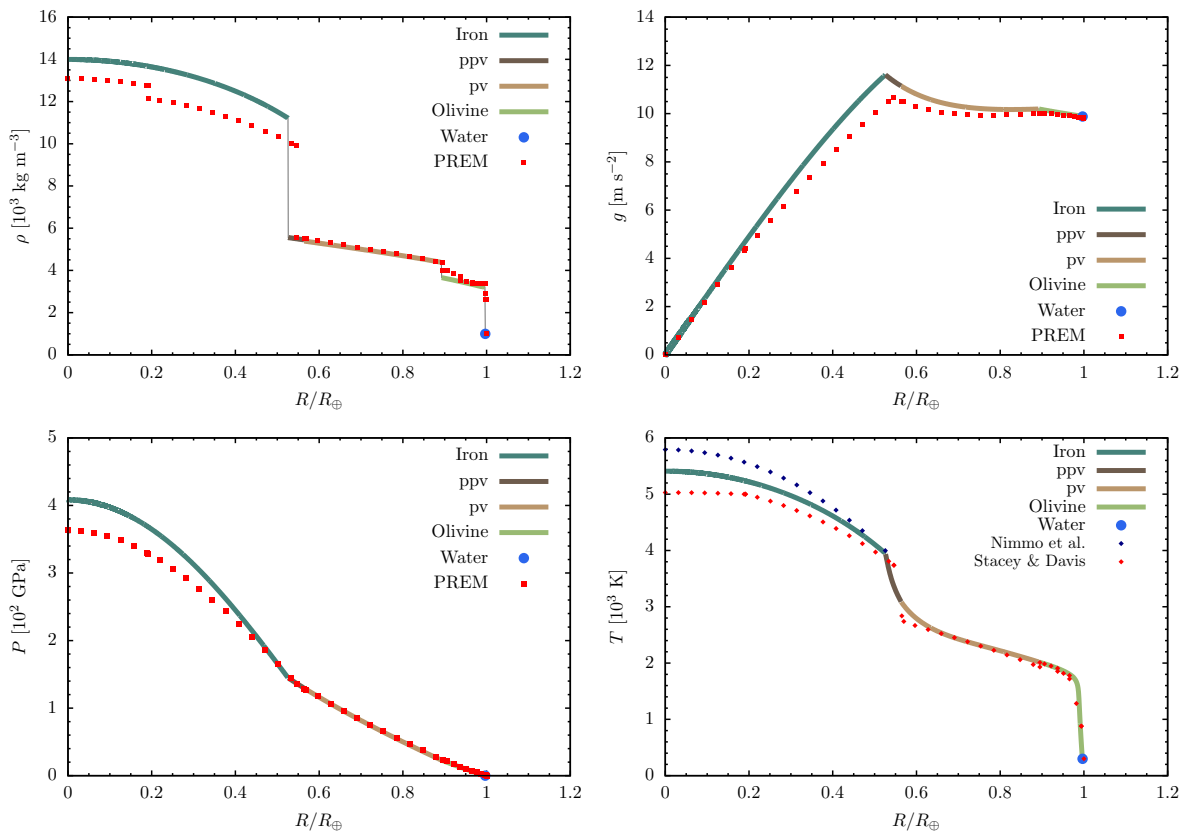 16
14
12
10
8
6
4
2
0
ρ [10³ kg m⁻³]
Iron
ppv
pv
Olivine
Water
PREM
0 0.2 0.4 0.6 0.8 1 1.2
R/R⊕
14
12
10
8
6
4
2
0
g [m s⁻²]
Iron
ppv
pv
Olivine
Water
PREM
0 0.2 0.4 0.6 0.8 1 1.2
R/R⊕
5
4
3
2
1
0
P [10² GPa]
Iron
ppv
pv
Olivine
Water
PREM
0 0.2 0.4 0.6 0.8 1 1.2
R/R⊕
6
5
4
3
2
1
0
T [10³ K]
Iron
ppv
pv
Olivine
Water
Nimmo et al.
Stacey & Davis
0 0.2 0.4 0.6 0.8 1 1.2
R/R⊕